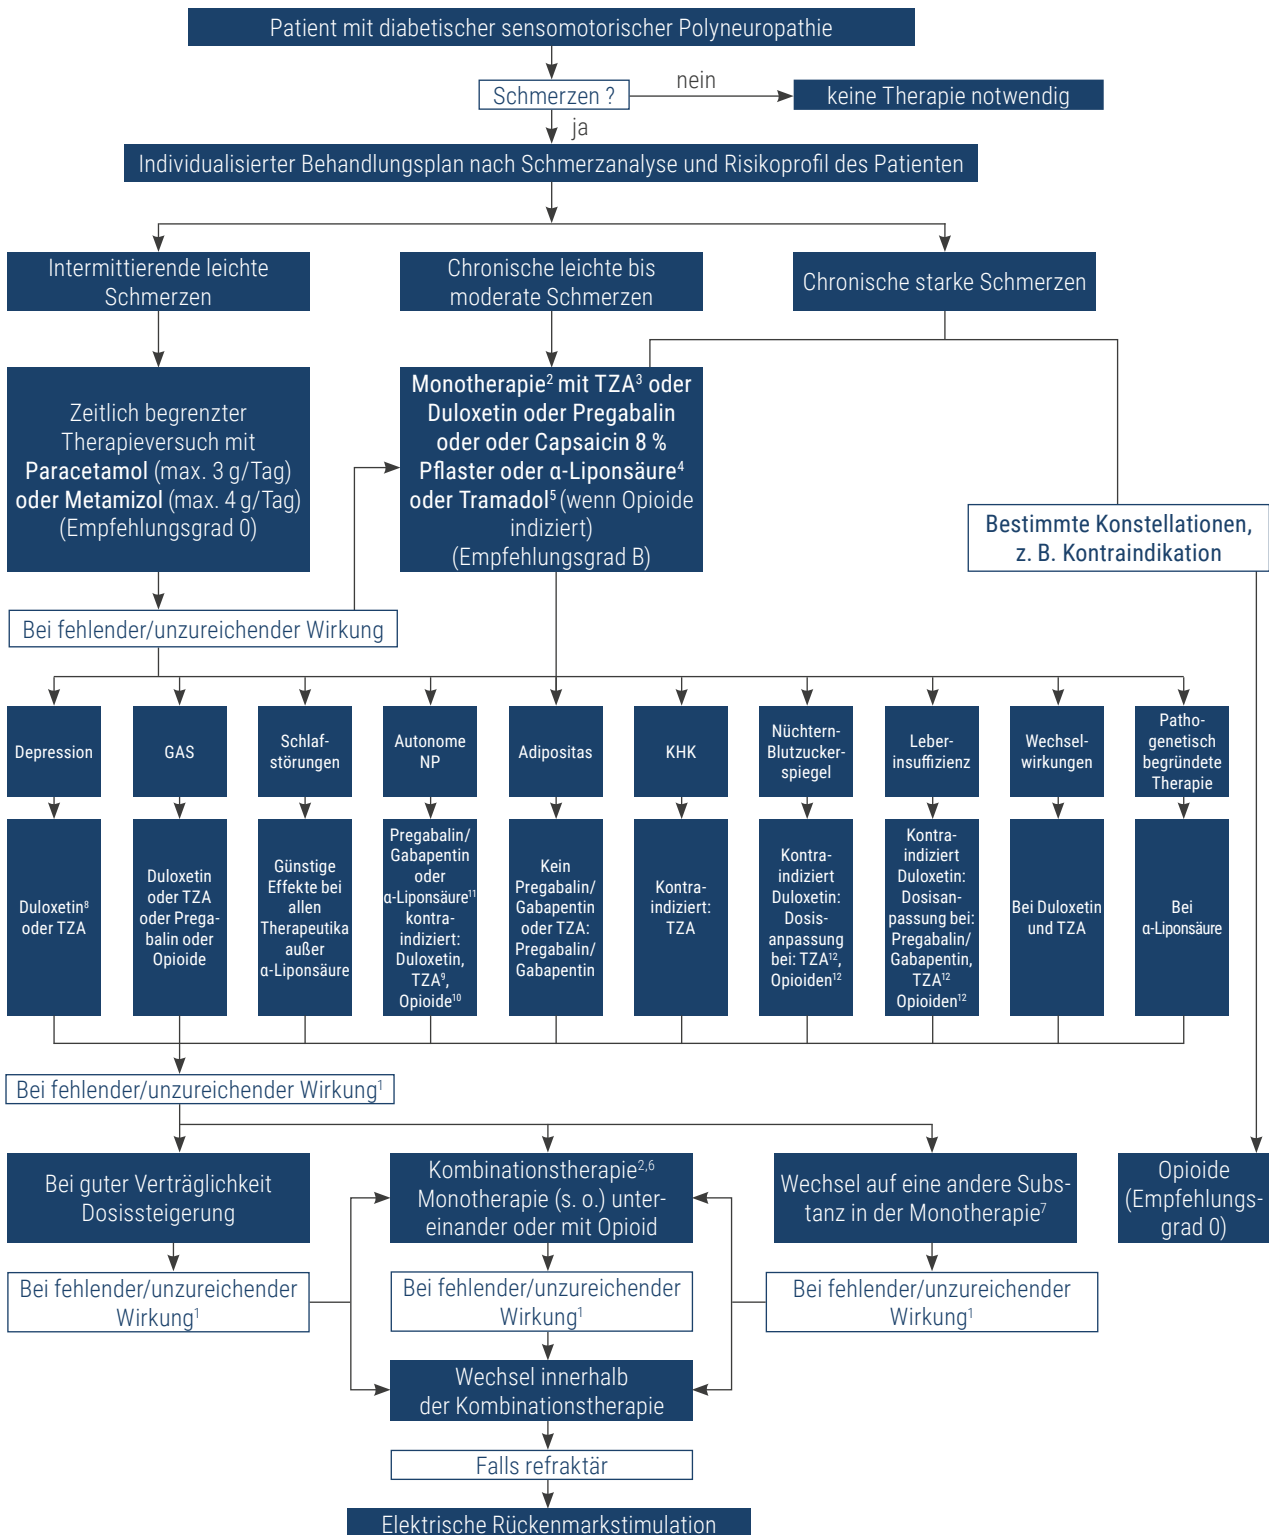 Patient mit diabetischer sensomotorischer Polyneuropathie
Schmerzen ?
nein
keine Therapie notwendig
ja
Individualisierter Behandlungsplan nach Schmerzanalyse und Risikoprofil des Patienten
Intermittierende leichte
Schmerzen
Chronische leichte bis
moderate Schmerzen
Chronische starke Schmerzen
Zeitlich begrenzter
Therapieversuch mit
Paracetamol (max. 3 g/Tag)
oder Metamizol (max. 4 g/Tag)
(Empfehlungsgrad 0)
Monotherapie² mit TZA³ oder
Duloxetin oder Pregabalin
oder oder Capsaicin 8 %
Pflaster oder α-Liponsäure⁴
oder Tramadol⁵ (wenn Opioide
indiziert)
(Empfehlungsgrad B)
Bestimmte Konstellationen,
z. B. Kontraindikation
Bei fehlender/unzureichender Wirkung
Depression
GAS
Schlaf-
störungen
Autonome
NP
Adipositas
KHK
Nüchtern-
Blutzucker-
spiegel
Leber-
insuffizienz
Wechsel-
wirkungen
Patho-
genetisch
begründete
Therapie
Duloxetin⁸
oder TZA
Duloxetin
oder TZA
oder Prega-
balin oder
Opioide
Günstige
Effekte bei
allen
Therapeutika
außer
α-Liponsäure
Pregabalin/
Gabapentin
oder
α-Liponsäure¹¹
kontra-
indiziert:
Duloxetin,
TZA⁹,
Opioide¹⁰
Kein
Pregabalin/
Gabapentin
oder TZA:
Pregabalin/
Gabapentin
Kontra-
indiziert:
TZA
Kontra-
indiziert
Duloxetin:
Dosis-
anpassung
bei: TZA¹²,
Opioiden¹²
Kontra-
indiziert
Duloxetin:
Dosisan-
passung bei:
Pregabalin/
Gabapentin,
TZA¹²
Opioiden¹²
Bei Duloxetin
und TZA
Bei
α-Liponsäure
Bei fehlender/unzureichender Wirkung¹
Bei guter Verträglichkeit
Dosissteigerung
Kombinationstherapie²,⁶
Monotherapie (s. o.) unter-
einander oder mit Opioid
Wechsel auf eine andere Subs-
tanz in der Monotherapie⁷
Opioide
(Empfehlungs-
grad 0)
Bei fehlender/unzureichender
Wirkung¹
Bei fehlender/unzureichender
Wirkung¹
Bei fehlender/unzureichender
Wirkung¹
Wechsel innerhalb
der Kombinationstherapie
Falls refraktär
Elektrische Rückenmarkstimulation